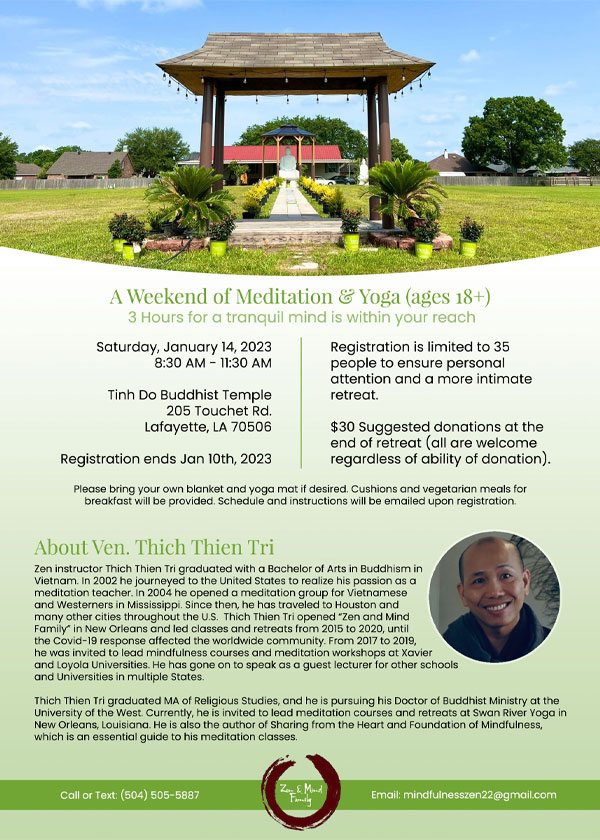 A Weekend of Meditation & Yoga (ages 18+)
3 Hours for a tranquil mind is within your reach
Saturday, January 14, 2023
8:30 AM - 11:30 AM
Tinh Do Buddhist Temple
205 Touchet Rd.
Lafayette, LA 70506
Registration ends Jan 10th, 2023
Registration is limited to 35
people to ensure personal
attention and a more intimate
retreat.
$30 Suggested donations at the
end of retreat (all are welcome
regardless of ability of donation).
Please bring your own blanket and yoga mat if desired. Cushions and vegetarian meals for
breakfast will be provided. Schedule and instructions will be emailed upon registration.
About Ven. Thich Thien Tri
Zen instructor Thich Thien Tri graduated with a Bachelor of Arts in Buddhism in
Vietnam. In 2002 he journeyed to the United States to realize his passion as a
meditation teacher. In 2004 he opened a meditation group for Vietnamese
and Westerners in Mississippi. Since then, he has traveled to Houston and
many other cities throughout the U.S. Thich Thien Tri opened “Zen and Mind
Family” in New Orleans and led classes and retreats from 2015 to 2020, until
the Covid-19 response affected the worldwide community. From 2017 to 2019,
he was invited to lead mindfulness courses and meditation workshops at Xavier
and Loyola Universities. He has gone on to speak as a guest lecturer for other schools
and Universities in multiple States.
Thich Thien Tri graduated MA of Religious Studies, and he is pursuing his Doctor of Buddhist Ministry at the
University of the West. Currently, he is invited to lead meditation courses and retreats at Swan River Yoga in
New Orleans, Louisiana. He is also the author of Sharing from the Heart and Foundation of Mindfulness,
which is an essential guide to his meditation classes.
Call or Text: (504) 505-5887
Zen & Mind
Family
Email: mindfulnesszen22@gmail.com